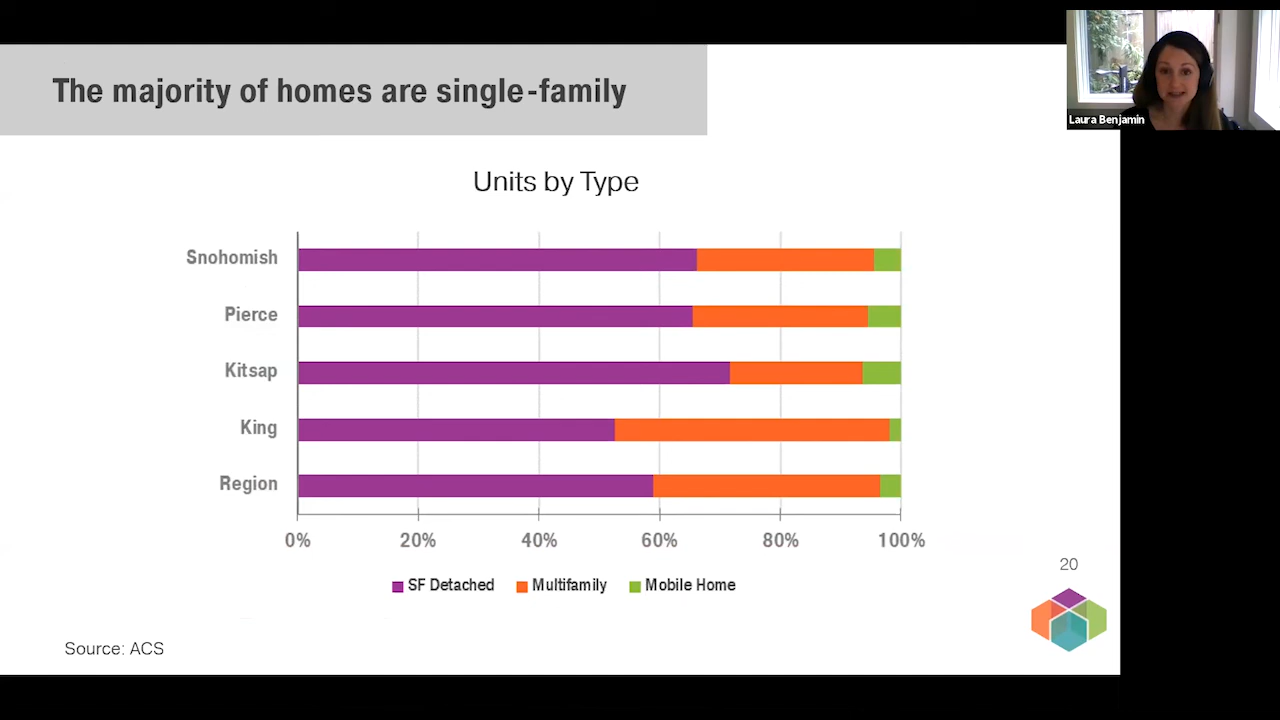 The majority of homes are single-family
Laura Benjamin
Units by Type
Snohomish
Pierce
Kitsap
King
Region
0% 20% 40% 60% 80% 100%
SF Detached Multifamily Mobile Home
20
Source: ACS